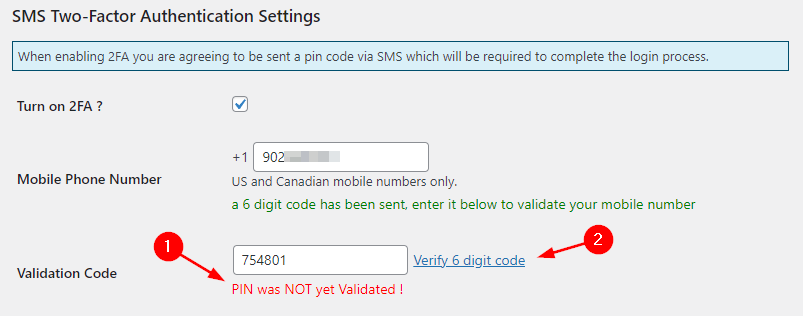 SMS Two-Factor Authentication Settings
When enabling 2FA you are agreeing to be sent a pin code via SMS which will be required to complete the login process.
Turn on 2FA ?
Mobile Phone Number
+1 902
US and Canadian mobile numbers only.
a 6 digit code has been sent, enter it below to validate your mobile number
1
2
Validation Code
754801 Verify 6 digit code
PIN was NOT yet Validated !